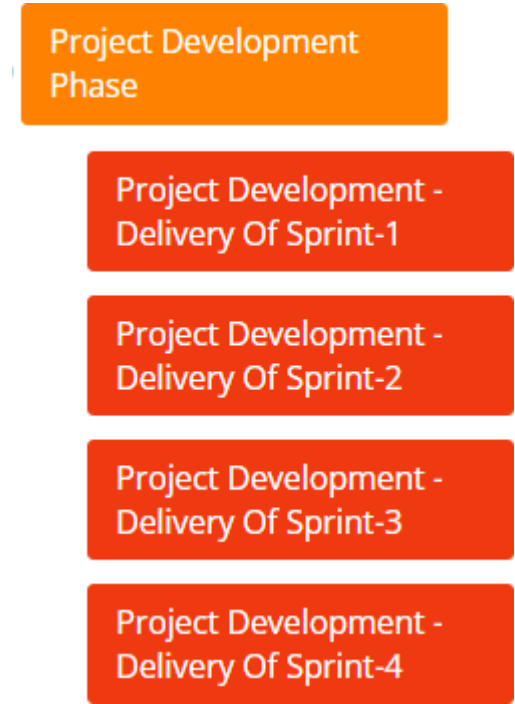 Project Development
Phase
Project Development -
Delivery Of Sprint-1
Project Development -
Delivery Of Sprint-2
Project Development -
Delivery Of Sprint-3
Project Development -
Delivery Of Sprint-4